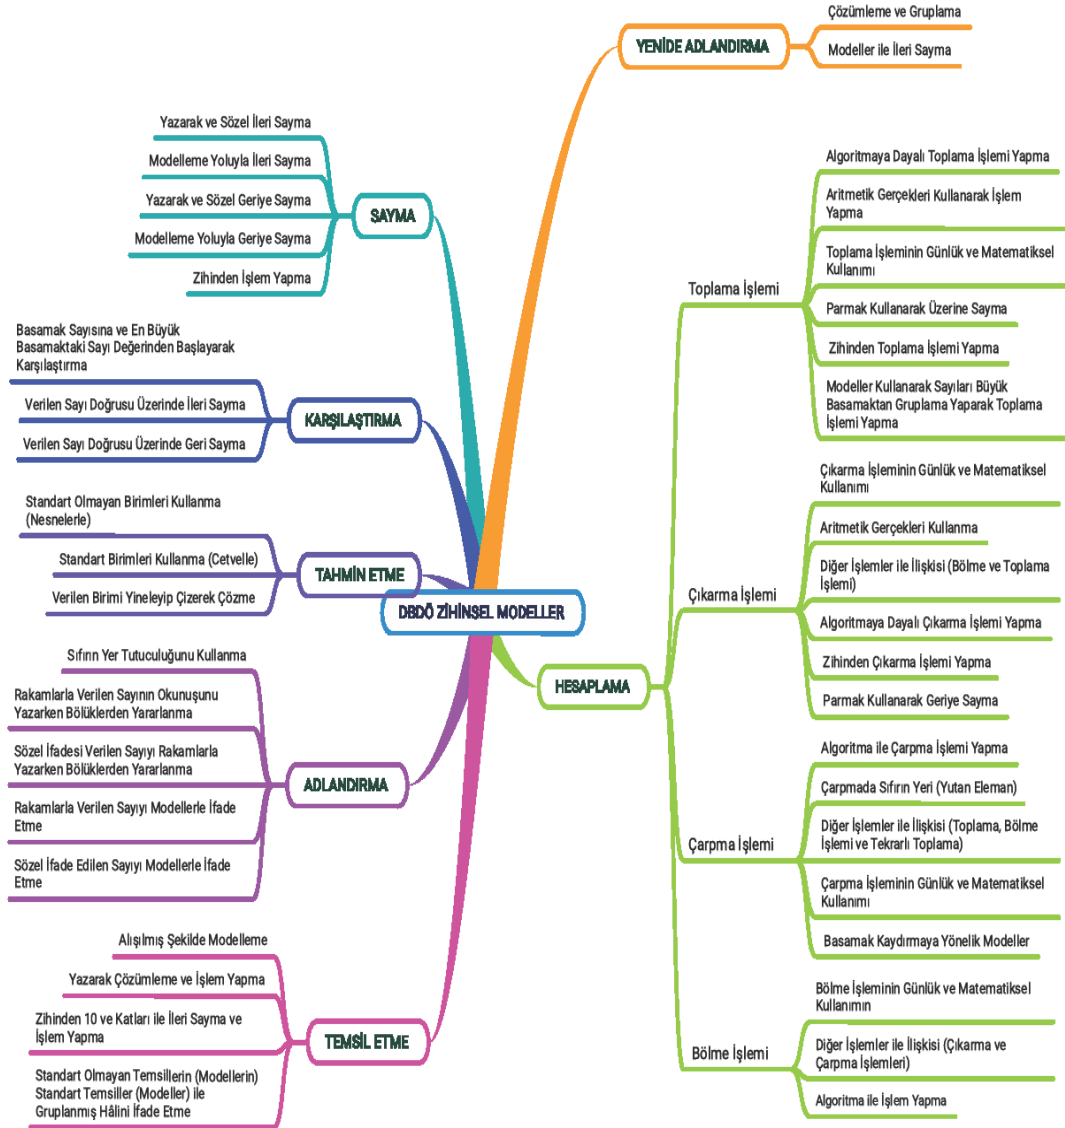 YENİDE ADLANDIRMA
Çözümleme ve Gruplama
Modeller ile İleri Sayma
Yazarak ve Sözel İleri Sayma
Modelleme Yoluyla İleri Sayma
Yazarak ve Sözel Geriye Sayma
Modelleme Yoluyla Geriye Sayma
Zihinden İşlem Yapma
SAYMA
Basamak Sayısına ve En Büyük
Basamaktaki Sayı Değerinden Başlayarak
Karşılaştırma
Verilen Sayı Doğrusu Üzerinde İleri Sayma
Verilen Sayı Doğrusu Üzerinde Geri Sayma
KARŞILAŞTIRMA
Standart Olmayan Birimleri Kullanma
(Nesnelerle)
Standart Birimleri Kullanma (Cetvelle)
Verilen Birimi Yineleyip Çizerek Çözme
TAHMİN ETME
DBDÖ ZİHİNSEL MODELLER
Sıfırın Yer Tutuculuğunu Kullanma
Rakamlarla Verilen Sayının Okunuşunu
Yazarken Bölüklerden Yararlanma
Sözel İfadesi Verilen Sayıyı Rakamlarla
Yazarken Bölüklerden Yararlanma
Rakamlarla Verilen Sayıyı Modellerle İfade
Etme
Sözel İfade Edilen Sayıyı Modellerle İfade
Etme
ADLANDIRMA
Alışılmış Şekilde Modelleme
Yazarak Çözümleme ve İşlem Yapma
Zihinden 10 ve Katları ile İleri Sayma ve
İşlem Yapma
Standart Olmayan Temsillerin (Modellerin)
Standart Temsiller (Modeller) ile
Gruplanmış Hâlini İfade Etme
TEMSİL ETME
HESAPLAMA
Toplama İşlemi
Algoritmaya Dayalı Toplama İşlemi Yapma
Aritmetik Gerçekleri Kullanarak İşlem
Yapma
Toplama İşleminin Günlük ve Matematiksel
Kullanımı
Parmak Kullanarak Üzerine Sayma
Zihinden Toplama İşlemi Yapma
Modeller Kullanarak Sayıları Büyük
Basamaktan Gruplama Yaparak Toplama
İşlemi Yapma
Çıkarma İşlemi
Çıkarma İşleminin Günlük ve Matematiksel
Kullanımı
Aritmetik Gerçekleri Kullanma
Diğer İşlemler ile İlişkisi (Bölme ve Toplama
İşlemi)
Algoritmaya Dayalı Çıkarma İşlemi Yapma
Zihinden Çıkarma İşlemi Yapma
Parmak Kullanarak Geriye Sayma
Çarpma İşlemi
Algoritma ile Çarpma İşlemi Yapma
Çarpmada Sıfırın Yeri (Yutan Eleman)
Diğer İşlemler ile İlişkisi (Toplama, Bölme
İşlemi ve Tekrarlı Toplama)
Çarpma İşleminin Günlük ve Matematiksel
Kullanımı
Basamak Kaydırmaya Yönelik Modeller
Bölme İşlemi
Bölme İşleminin Günlük ve Matematiksel
Kullanımın
Diğer İşlemler ile İlişkisi (Çıkarma ve
Çarpma İşlemleri)
Algoritma ile İşlem Yapma